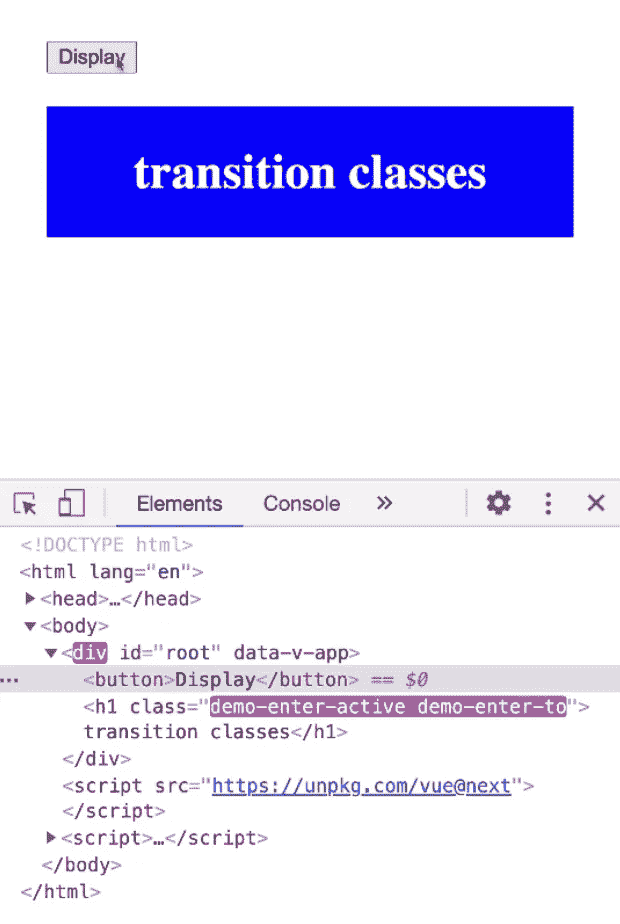 Display
transition classes
Elements Console »
<!DOCTYPE html>
<html lang="en">
▶<head>…</head>
▼<body>
▼<div id="root" data-v-app>
… <button>Display</button> == $0
<h1 class="demo-enter-active demo-enter-to">
transition classes</h1>
</div>
<script src="https://unpkg.com/vue@next">
</script>
▶<script>…</script>
</body>
</html>